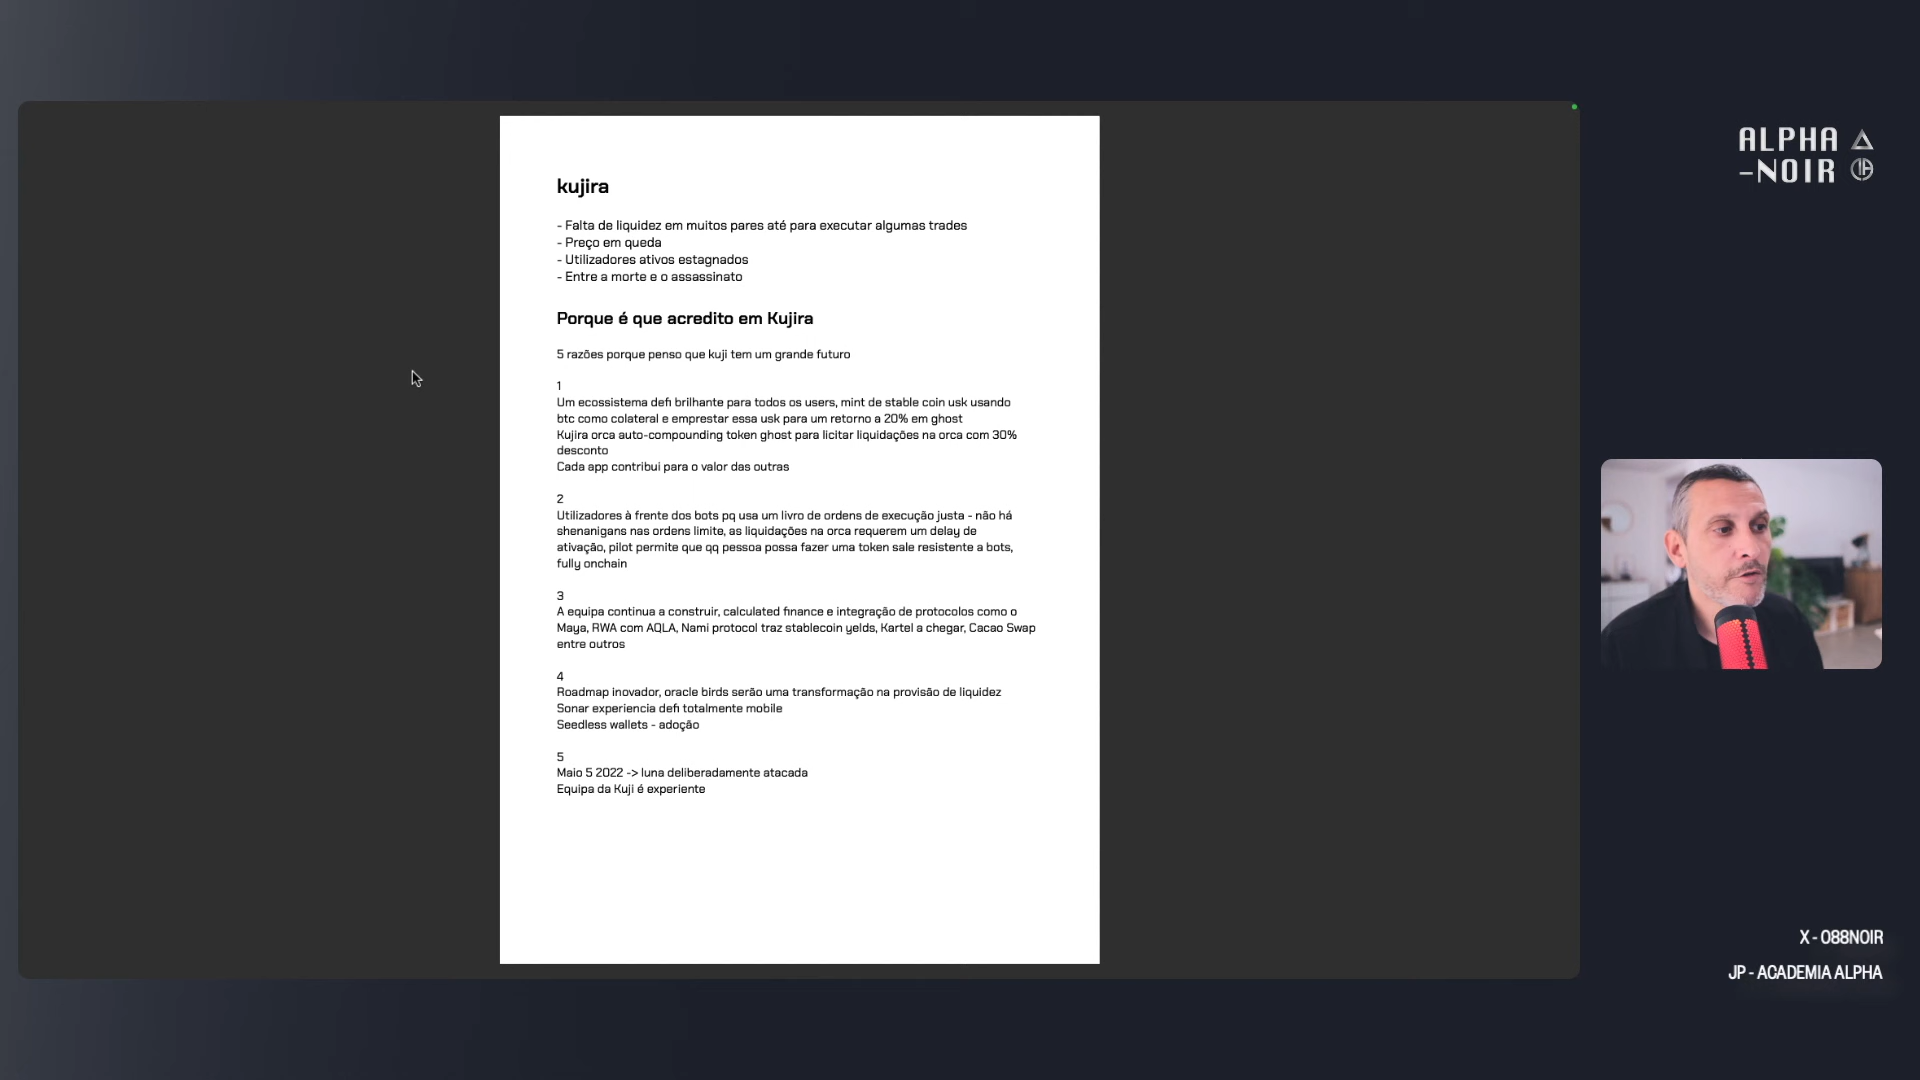 kujira
- Falta de liquidez em muitos pares até para executar algumas trades
- Preço em queda
- Utilizadores ativos estagnados
- Entre a morte e o assassinato
Porque é que acredito em Kujira
5 razões porque penso que kuji tem um grande futuro
1
Um ecossistema defi brilhante para todos os users, mint de stable coin usk usando
btc como colateral e emprestar essa usk para um retorno a 20% em ghost
Kujira orca auto-compounding token ghost para licitar liquidações na orca com 30%
desconto
Cada app contribui para o valor das outras
2
Utilizadores à frente dos bots pq usa um livro de ordens de execução justa - não há
shenanigans nas ordens limite, as liquidações na orca requerem um delay de
ativação, pilot permite que qq pessoa possa fazer uma token sale resistente a bots,
fully onchain
3
A equipa continua a construir, calculated finance e integração de protocolos como o
Maya, RWA com AQLA, Nami protocol traz stablecoin yelds, Kartel a chegar, Cacao Swap
entre outros
4
Roadmap inovador, oracle birds serão uma transformação na provisão de liquidez
Sonar experiencia defi totalmente mobile
Seedless wallets - adoção
5
Maio 5 2022 -> luna deliberadamente atacada
Equipa da Kuji é experiente
ALPHA
-NOIR
X - 088NOIR
JP - ACADEMIA ALPHA